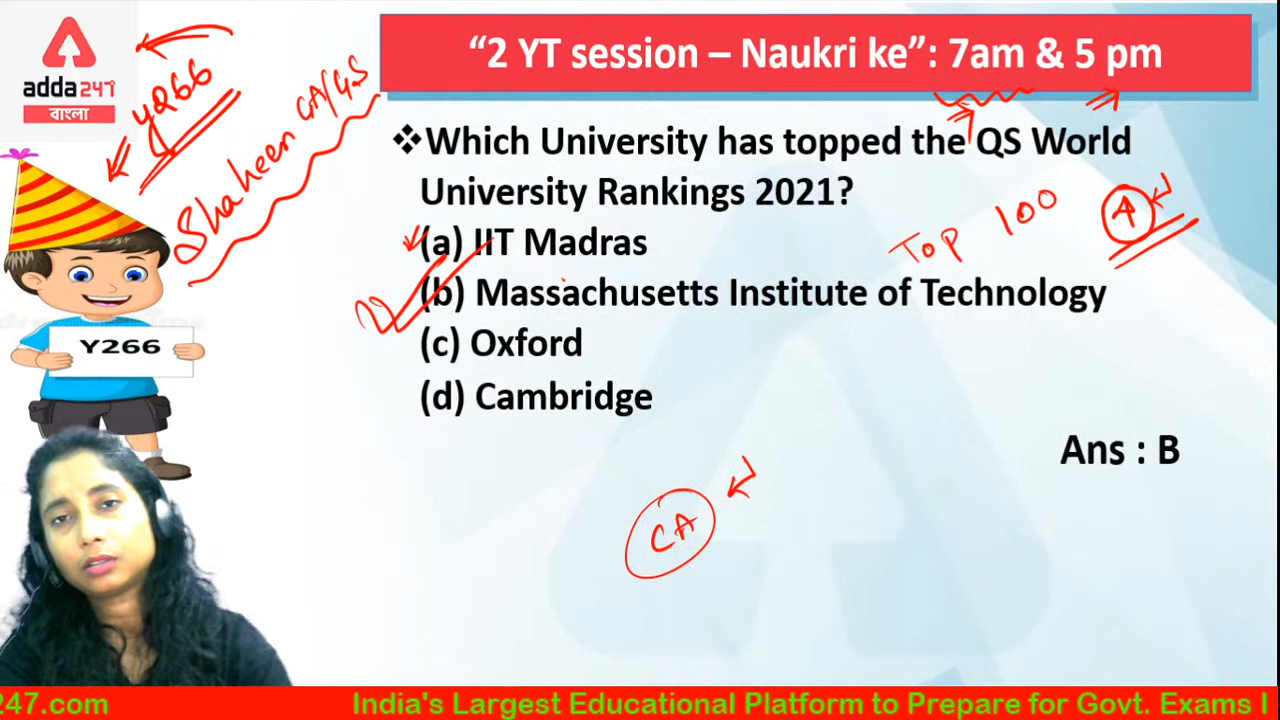 adda247
বাংলা
Y266
Shaheen GA/G.S
"2 YT session – Naukri ke": 7am & 5 pm
❖Which University has topped the QS World
University Rankings 2021?
(a) IIT Madras
(b) Massachusetts Institute of Technology
(c) Oxford
(d) Cambridge
Top 100
A
Ans : B
Y266
CA
247.com
India's Largest Educational Platform to Prepare for Govt. Exams I